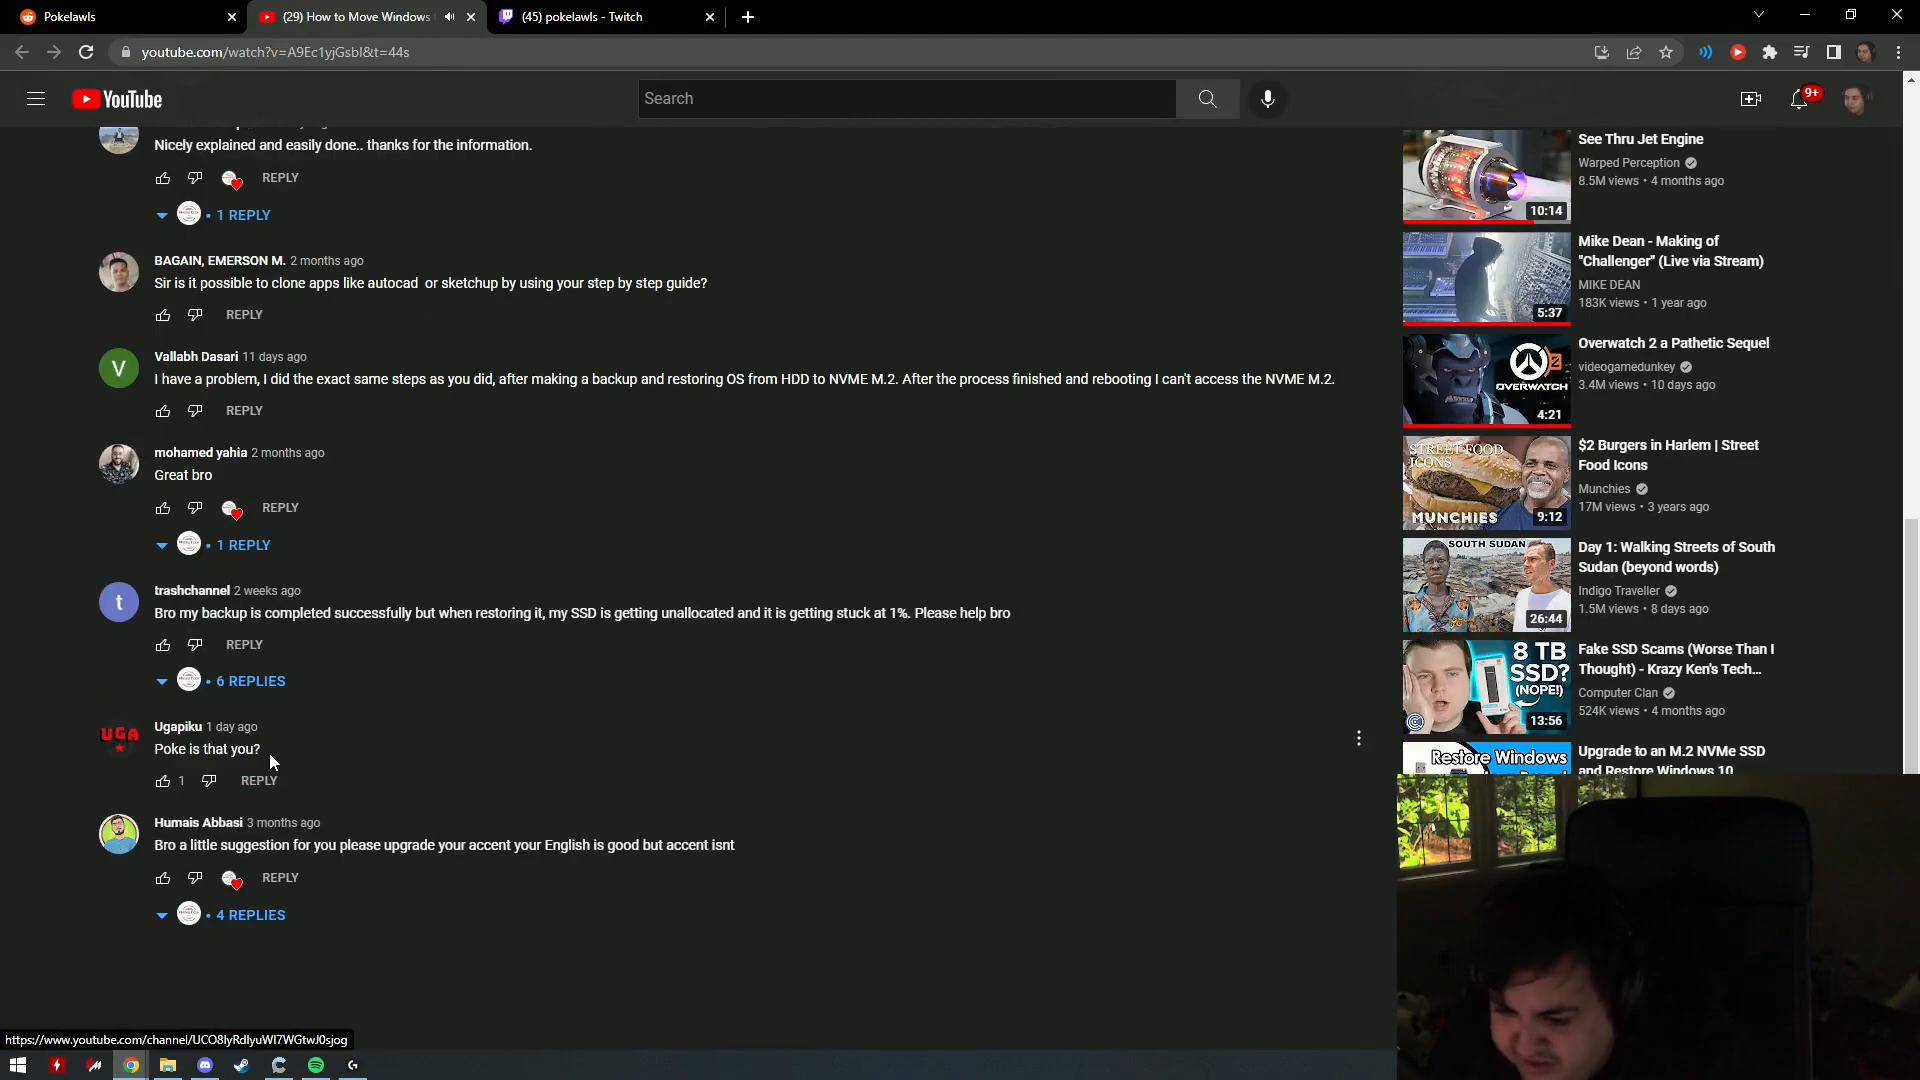 Pokelawls
(29) How to Move Windows
(45) pokelawls - Twitch
youtube.com/watch?v=A9Ec1yjGsbI&t=44s
YouTube
Search
9+
Nicely explained and easily done.. thanks for the information.
REPLY
• 1 REPLY
BAGAIN, EMERSON M. 2 months ago
Sir is it possible to clone apps like autocad or sketchup by using your step by step guide?
REPLY
V
Vallabh Dasari 11 days ago
I have a problem, I did the exact same steps as you did, after making a backup and restoring OS from HDD to NVME M.2. After the process finished and rebooting I can't access the NVME M.2.
REPLY
mohamed yahia 2 months ago
Great bro
REPLY
• 1 REPLY
t
trashchannel 2 weeks ago
Bro my backup is completed successfully but when restoring it, my SSD is getting unallocated and it is getting stuck at 1%. Please help bro
REPLY
• 6 REPLIES
UGA
Ugapiku 1 day ago
Poke is that you?
1 REPLY
Humais Abbasi 3 months ago
Bro a little suggestion for you please upgrade your accent your English is good but accent isnt
REPLY
• 4 REPLIES
10:14
See Thru Jet Engine
Warped Perception
8.5M views • 4 months ago
5:37
Mike Dean - Making of
"Challenger" (Live via Stream)
MIKE DEAN
183K views • 1 year ago
OVERWATCH
2
4:21
Overwatch 2 a Pathetic Sequel
videogamedunkey
3.4M views • 10 days ago
STREET FOOD
ICONS
MUNCHIES
9:12
$2 Burgers in Harlem | Street
Food Icons
Munchies
17M views • 3 years ago
SOUTH SUDAN
26:44
Day 1: Walking Streets of South
Sudan (beyond words)
Indigo Traveller
1.5M views • 8 days ago
8 TB
SSD?
(NOPE!)
13:56
Fake SSD Scams (Worse Than I
Thought) - Krazy Ken's Tech...
Computer Clan
524K views • 4 months ago
Restore Windows
Upgrade to an M.2 NVMe SSD
and Restore Windows 10